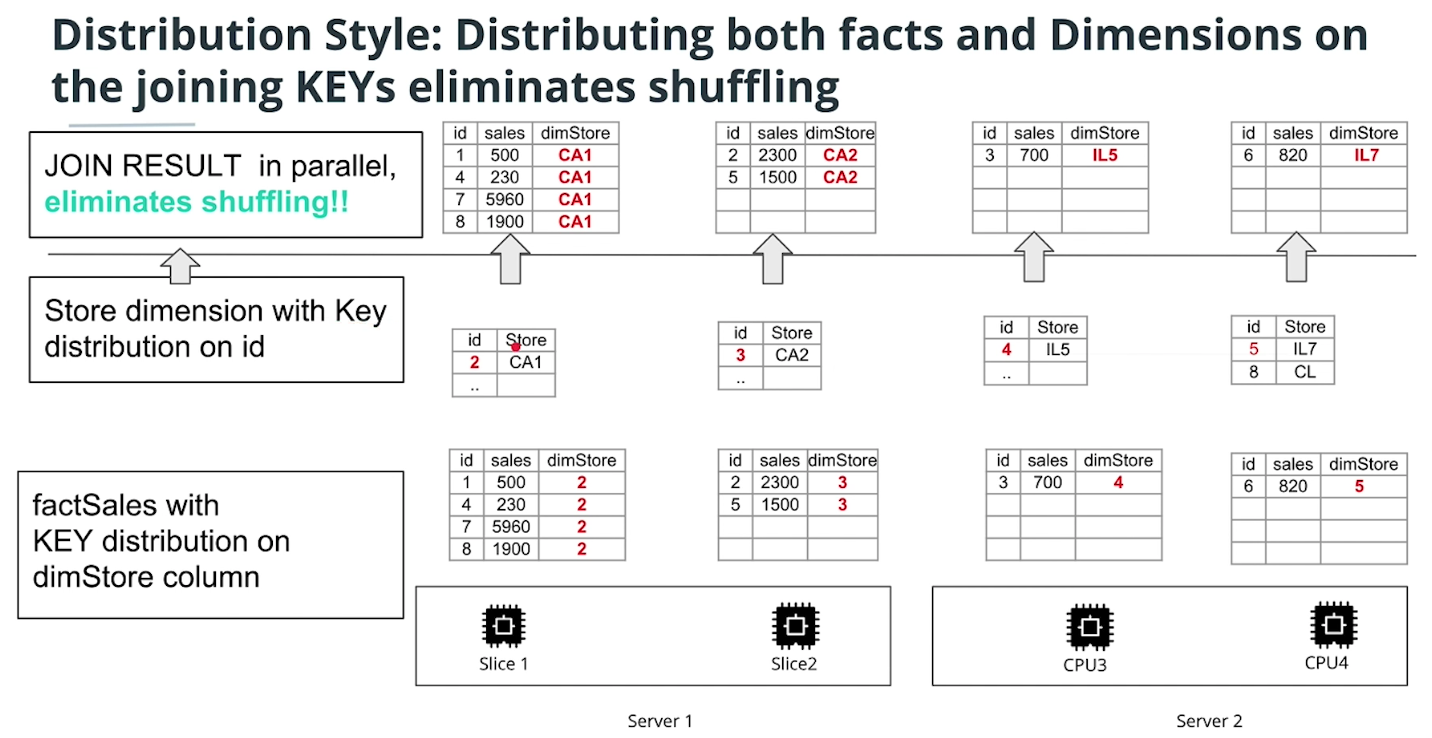 Distribution Style: Distributing both facts and Dimensions on
the joining KEYs eliminates shuffling
JOIN RESULT in parallel,
eliminates shuffling!!
id sales dimStore
1 500 CA1
4 230 CA1
7 5960 CA1
8 1900 CA1
id sales dimStore
2 2300 CA2
5 1500 CA2
id sales dimStore
3 700 IL5
id sales dimStore
6 820 IL7
Store dimension with Key
distribution on id
id Store
2 CA1
..
id Store
3 CA2
..
id Store
4 IL5
..
id Store
5 IL7
8 CL
factSales with
KEY distribution on
dimStore column
id sales dimStore
1 500 2
4 230 2
7 5960 2
8 1900 2
id sales dimStore
2 2300 3
5 1500 3
id sales dimStore
3 700 4
id sales dimStore
6 820 5
Slice 1
Slice2
CPU3
CPU4
Server 1
Server 2